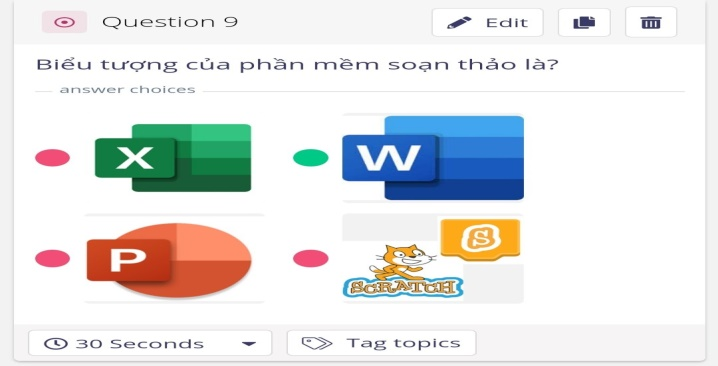 Question 9
Edit
Biểu tượng của phần mềm soạn thảo là?
answer choices
X
W
P
S
SCRATCH
30 Seconds
Tag topics